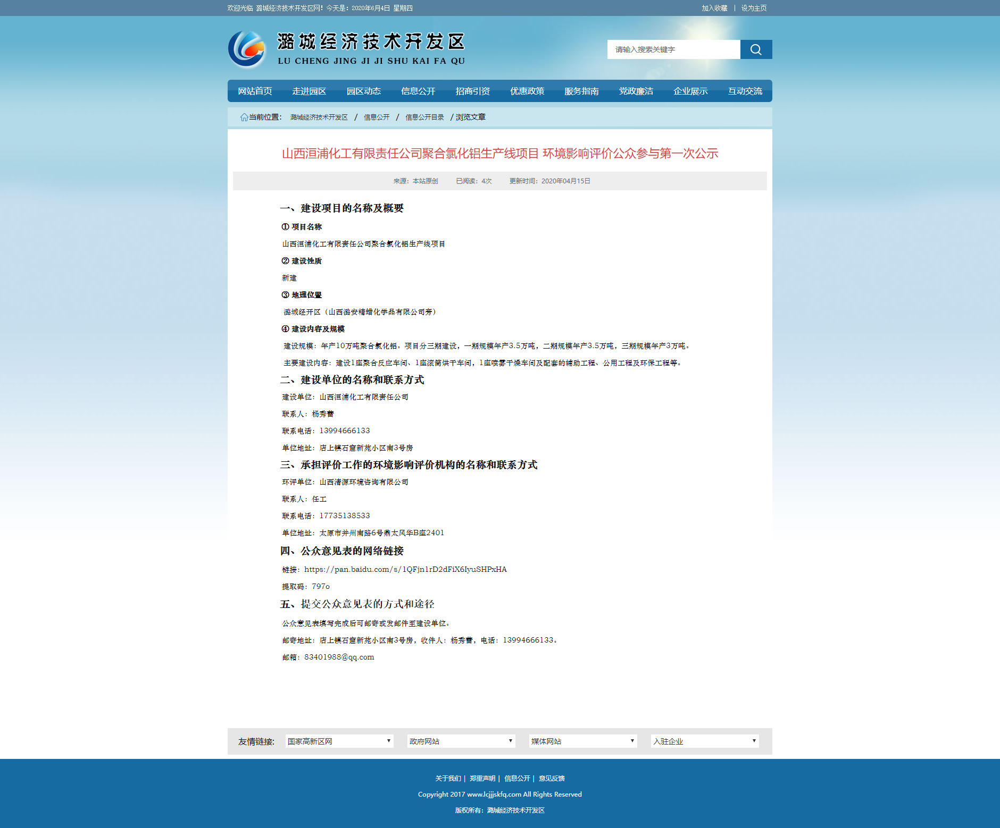 欢迎光临 潞城经济技术开发区网！今天是：2020年6月4日 星期四
加入收藏 | 设为主页
潞城经济技术开发区
LU CHENG JING JI JI SHU KAI FA QU
请输入搜索关键字
网站首页 走进园区 园区动态 信息公开 招商引资 优惠政策 服务指南 党政廉洁 企业展示 互动交流
当前位置： 潞城经济技术开发区 / 信息公开 / 信息公开目录 / 浏览文章
山西洹浦化工有限责任公司聚合氯化铝生产线项目 环境影响评价公众参与第一次公示
来源：本站原创 已阅读：4次 更新时间：2020年04月15日
一、建设项目的名称及概要
① 项目名称
山西洹浦化工有限责任公司聚合氯化铝生产线项目
② 建设性质
新建
③ 地理位置
潞城经开区（山西潞安精蜡化学品有限公司旁）
④ 建设内容及规模
建设规模：年产10万吨聚合氯化铝。项目分三期建设，一期规模年产3.5万吨，二期规模年产3.5万吨，三期规模年产3万吨。
主要建设内容：建设1座聚合反应车间、1座滚筒烘干车间，1座喷雾干燥车间及配套的辅助工程、公用工程及环保工程等。
二、建设单位的名称和联系方式
建设单位：山西洹浦化工有限责任公司
联系人：杨秀蕾
联系电话：13994666133
单位地址：店上镇石窟新苑小区南3号房
三、承担评价工作的环境影响评价机构的名称和联系方式
环评单位：山西清源环境咨询有限公司
联系人：任工
联系电话：17735138533
单位地址：太原市并州南路6号鼎太风华B座2401
四、公众意见表的网络链接
链接：https://pan.baidu.com/s/1QFjn1rD2dFiX6IyuSHPxHA
提取码：797o
五、提交公众意见表的方式和途径
公众意见表填写完成后可邮寄或发邮件至建设单位。
邮寄地址：店上镇石窟新苑小区南3号房，收件人：杨秀蕾，电话：13994666133。
邮箱：83401988@qq.com
友情链接: 国家高新区网 政府网站 媒体网站 入驻企业
关于我们 | 郑重声明 | 信息公开 | 意见反馈
Copyright 2017 www.lcjjjskfq.com All Rights Reserved
版权所有：潞城经济技术开发区